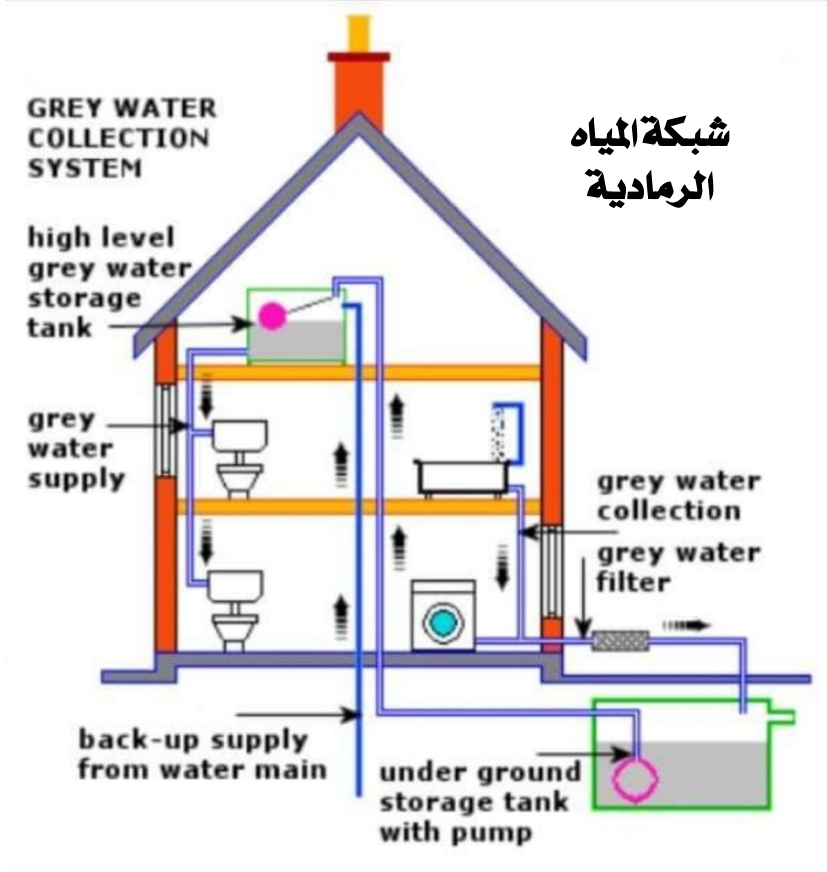 GREY WATER
COLLECTION
SYSTEM
شبكة المياه
الرمادية
high level
grey water
storage
tank
grey
water
supply
grey water
collection
grey water
filter
back-up supply
from water main
under ground
storage tank
with pump